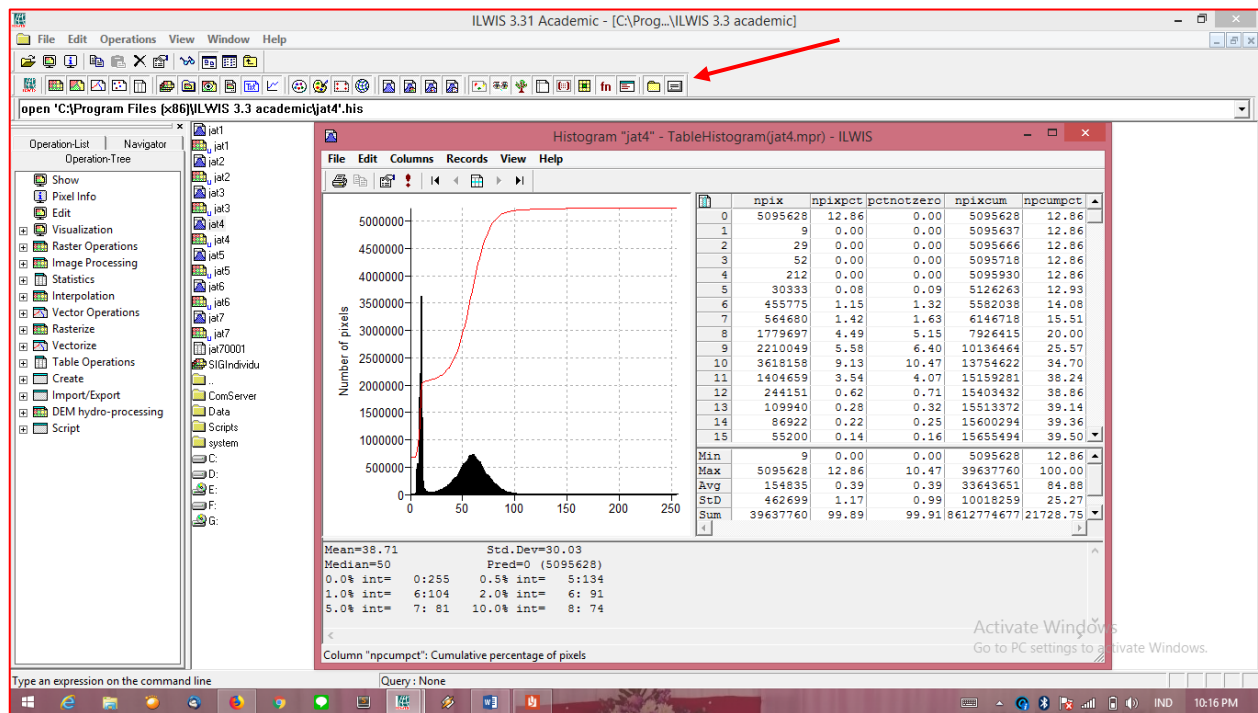 ILWIS 3.31 Academic - [C:\Prog...\ILWIS 3.3 academic]
File Edit Operations View Window Help
open 'C:\Program Files (x86)\ILWIS 3.3 academic\jat4'.his
Operation-List Navigator
Operation-Tree
Show
Pixel Info
Edit
Visualization
Raster Operations
Image Processing
Statistics
Interpolation
Vector Operations
Rasterize
Vectorize
Table Operations
Create
Import/Export
DEM hydro-processing
Script
jat1
jat1
jat2
jat2
jat3
jat3
jat4
jat4
jat5
jat5
jat6
jat6
jat7
jat7
jat70001
SIGIndividu
..
ComServer
Data
Scripts
system
C:
D:
E:
F:
G:
Histogram "jat4" - TableHistogram(jat4.mpr) - ILWIS
File Edit Columns Records View Help
Number of pixels
5000000
4500000
4000000
3500000
3000000
2500000
2000000
1500000
1000000
500000
0
0 50 100 150 200 250
npix npixpct pctnotzero npixcum npcumpct
0 5095628 12.86 0.00 5095628 12.86
1 9 0.00 0.00 5095637 12.86
2 29 0.00 0.00 5095666 12.86
3 52 0.00 0.00 5095718 12.86
4 212 0.00 0.00 5095930 12.86
5 30333 0.08 0.09 5126263 12.93
6 455775 1.15 1.32 5582038 14.08
7 564680 1.42 1.63 6146718 15.51
8 1779697 4.49 5.15 7926415 20.00
9 2210049 5.58 6.40 10136464 25.57
10 3618158 9.13 10.47 13754622 34.70
11 1404659 3.54 4.07 15159281 38.24
12 244151 0.62 0.71 15403432 38.86
13 109940 0.28 0.32 15513372 39.14
14 86922 0.22 0.25 15600294 39.36
15 55200 0.14 0.16 15655494 39.50
Min 9 0.00 0.00 5095628 12.86
Max 5095628 12.86 10.47 39637760 100.00
Avg 154835 0.39 0.39 33643651 84.88
StD 462699 1.17 0.99 10018259 25.27
Sum 39637760 99.89 99.91 8612774677 21728.75
Mean=38.71 Std.Dev=30.03
Median=50 Pred=0 (5095628)
0.0% int= 0:255 0.5% int= 5:134
1.0% int= 6:104 2.0% int= 6: 91
5.0% int= 7: 81 10.0% int= 8: 74
Column "npcumpct": Cumulative percentage of pixels
Activate Windows
Go to PC settings to activate Windows.
Type an expression on the command line
Query : None
IND 10:16 PM